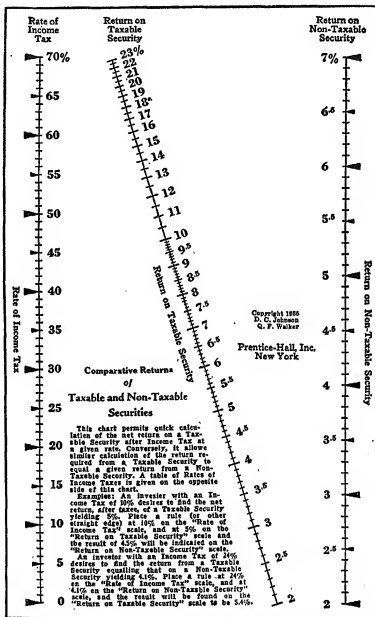 Rate of
Income
Tax
Return on
Taxable
Security
Return on
Non-Taxable
Security
70%
65
60
55
50
45
40
35
30
25
20
15
10
5
0
Rate of Income Tax
23%
22
21
20
19
18
17
16
15
14
13
12
11
10
9.5
9
8.5
8
7.5
7
6.5
6
5.5
5
4.5
4
3.5
3
2.5
2
Return on Taxable Security
7%
6.5
6
5.5
5
4.5
4
3.5
3
2.5
2
Return on Non-Taxable Security
Copyright
D. C. Johnson
Q. F. Walker
Prentice-Hall, Inc.
New York
Comparative Returns
of
Taxable and Non-Taxable
Securities
This chart permits quick calcu-
lation of the net return on a Tax-
able Security after Income Tax at
a given rate. Conversely, it allows
similar calculation of the return re-
quired from a Taxable Security to
equal a given return from a Non-
Taxable Security. A table of Rates of
Income Taxes is given on the opposite
side of this chart.
Examples: An invester with an In-
come Tax of 10% desires to find the net
return, after taxes, of a Taxable Security
yielding 5%. Place a rule (or other
straight edge) at 10% on the "Rate of
Income Tax" scale, and at 5% on the
"Return on Taxable Security" scale and
the result of 4.5% will be indicated on the
"Return on Non-Taxable Security" scale.
An investor with an Income Tax of 24%
desires to find the return from a Taxable
Security equalling that on a Non-Taxable
Security yielding 4.1%. Place a rule at 24%
on the "Rate of Income Tax" scale, and at
4.1% on the "Return on Non-Taxable Security"
scale, and the result will be found on the
"Return on Taxable Security" scale to be 5.4%.